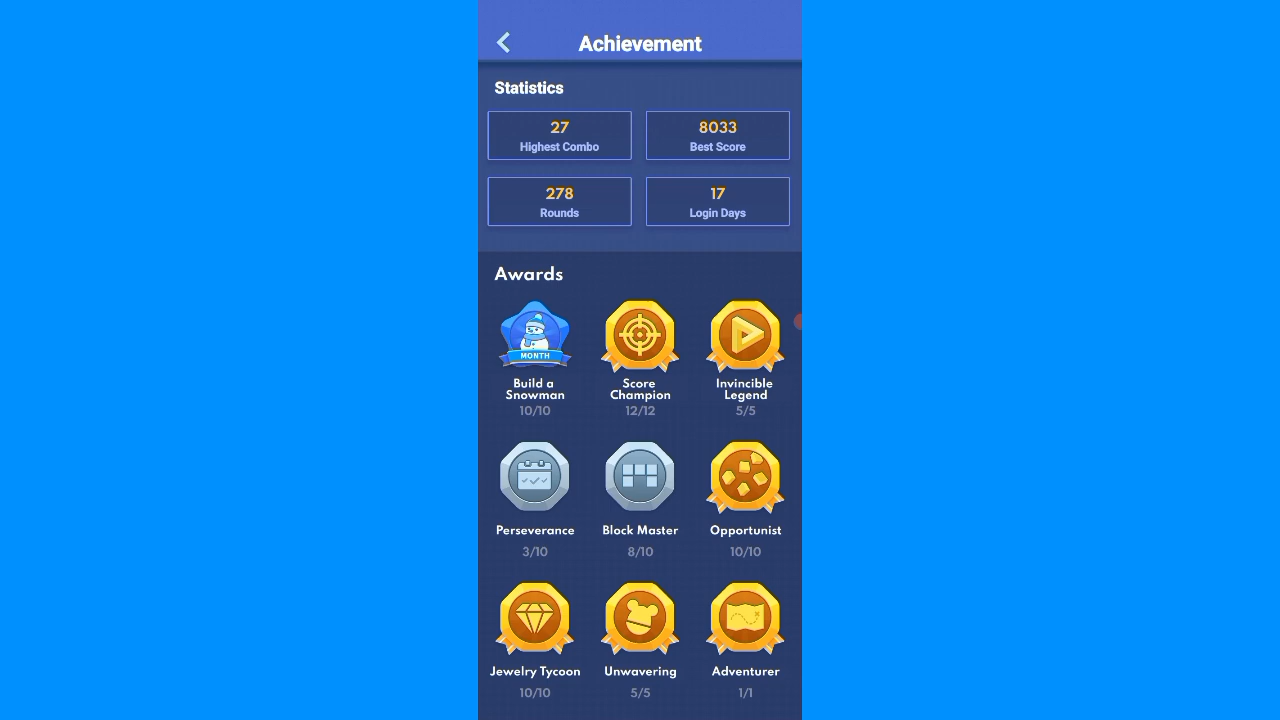 Achievement
Statistics
27
Highest Combo
8033
Best Score
278
Rounds
17
Login Days
Awards
MONTH
Build a
Snowman
10/10
Score
Champion
12/12
Invincible
Legend
5/5
Perseverance
3/10
Block Master
8/10
Opportunist
10/10
Jewelry Tycoon
10/10
Unwavering
5/5
Adventurer
1/1